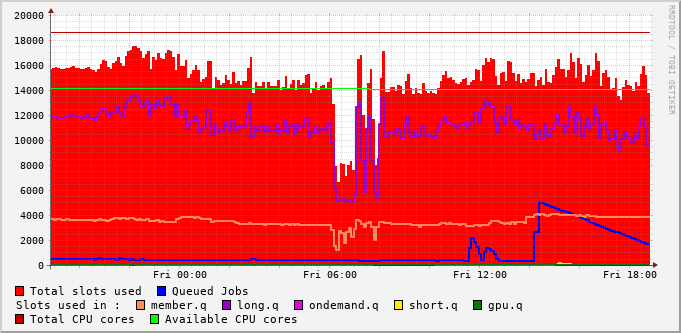 20000
18000
16000
14000
12000
10000
8000
6000
4000
2000
0
Fri 00:00 Fri 06:00 Fri 12:00 Fri 18:00
RRDTOOL / TOBI OETIKER
Total slots used Queued Jobs
Slots used in : member.q long.q ondemand.q short.q gpu.q
Total CPU cores Available CPU cores